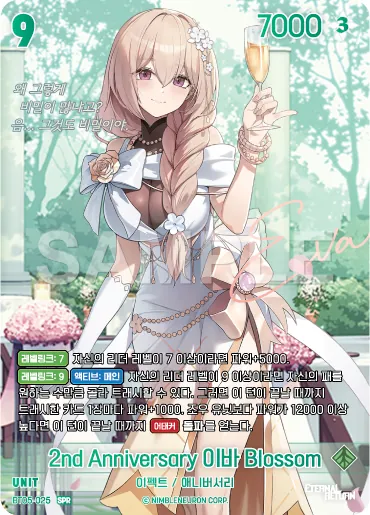 9
7000 3
왜 그렇게
비밀이 많냐고?
음... 그것도 비밀이야.
Eva
SAMPLE
레벨링크: 7 자신의 리더 레벨이 7 이상이라면 파워+5000.
레벨링크: 9 액티브: 메인 자신의 리더 레벨이 9 이상이라면 자신의 패를
원하는 수만큼 골라 트래시할 수 있다. 그러면 이 턴이 끝날 때까지
트래시한 카드 1장마다 파워+1000. 좌우 유닛보다 파워가 12000 이상
높다면 이 턴이 끝날 때까지 어태커 돌파를 얻는다.
2nd Anniversary 이바 Blossom
UNIT
이펙트 / 애니버서리
BT05-025 SPR
© NIMBLENEURON CORP.
ETERNAL RETURN